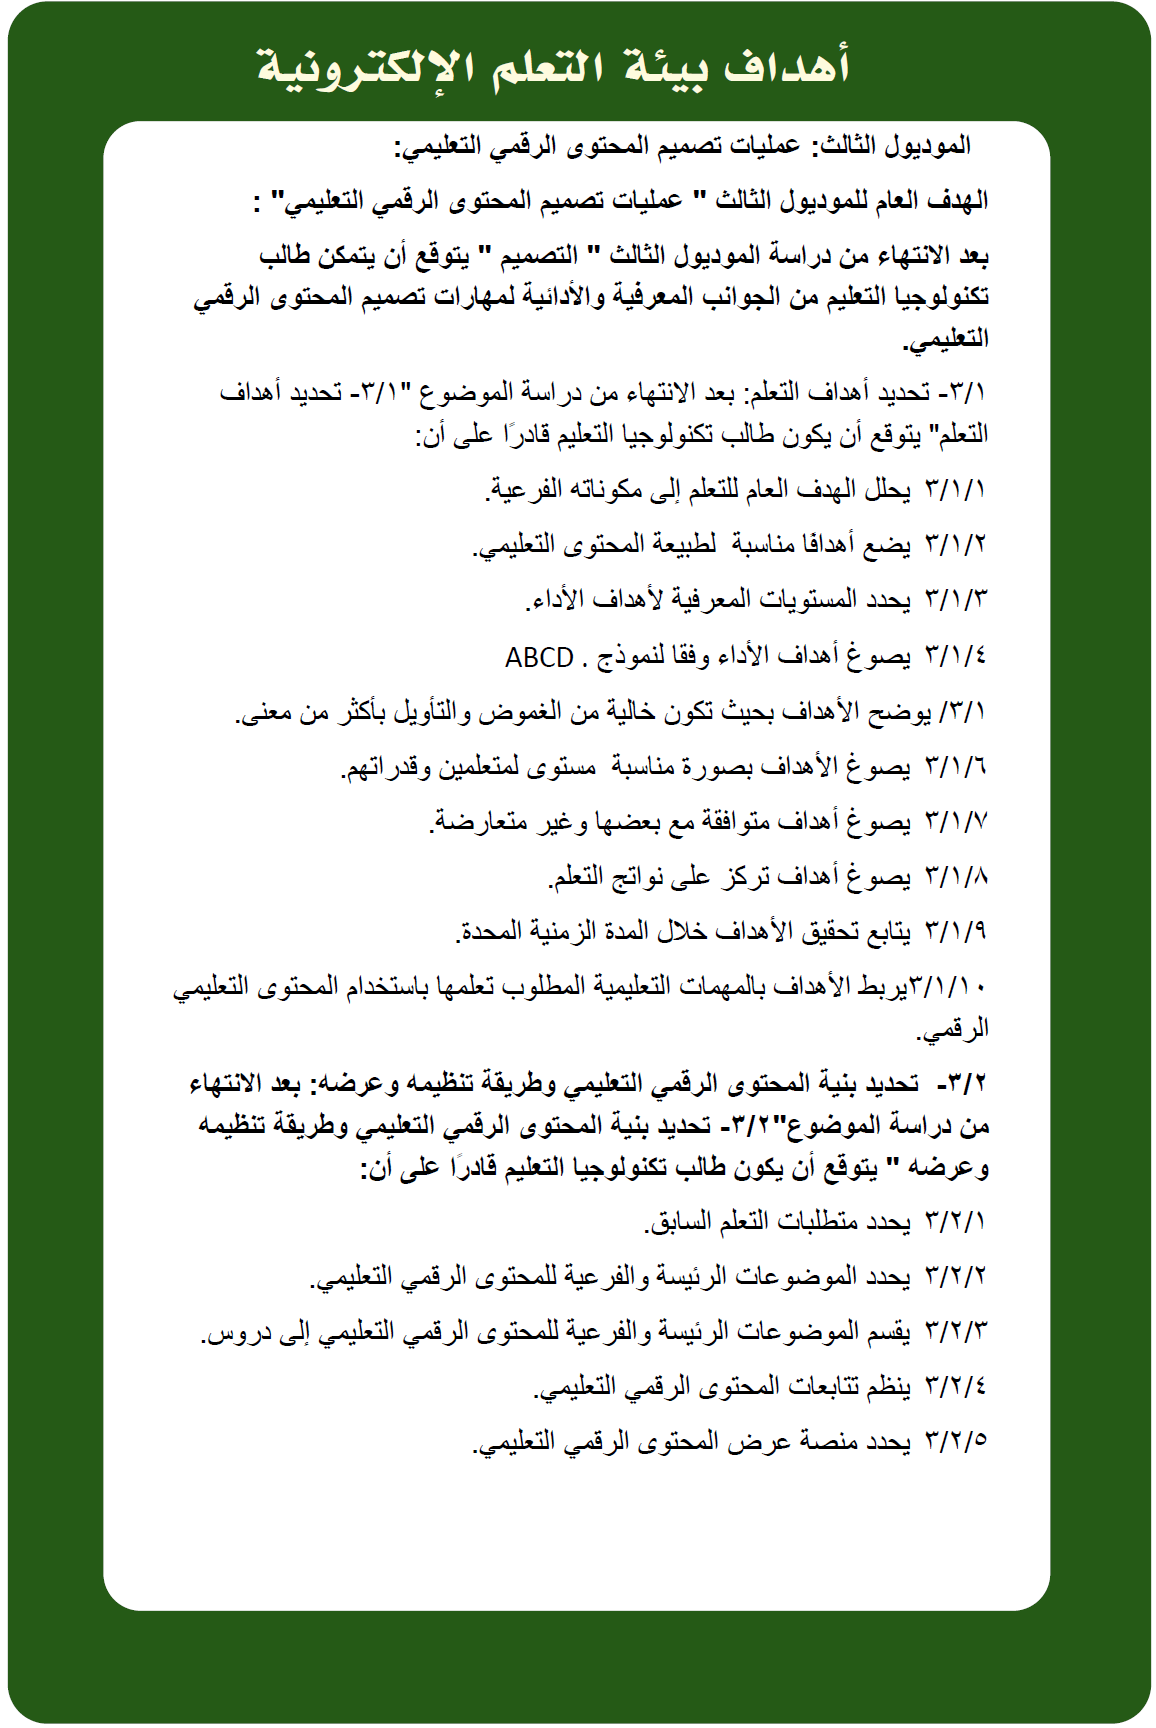 أهداف بيئة التعلم الإلكترونية
الموديول الثالث: عمليات تصميم المحتوى الرقمي التعليمي:
الهدف العام للموديول الثالث " عمليات تصميم المحتوى الرقمي التعليمي" :
بعد الانتهاء من دراسة الموديول الثالث " التصميم " يتوقع أن يتمكن طالب
تكنولوجيا التعليم من الجوانب المعرفية والأدائية لمهارات تصميم المحتوى الرقمي
التعليمي.
٣/١- تحديد أهداف التعلم: بعد الانتهاء من دراسة الموضوع "٣/١- تحديد أهداف
التعلم" يتوقع أن يكون طالب تكنولوجيا التعليم قادرًا على أن:
٣/١/١ يحلل الهدف العام للتعلم إلى مكوناته الفرعية.
٣/١/٢ يضع أهدافًا مناسبة لطبيعة المحتوى التعليمي.
٣/١/٣ يحدد المستويات المعرفية لأهداف الأداء.
٣/١/٤ يصوغ أهداف الأداء وفقا لنموذج . ABCD
٣/١/ يوضح الأهداف بحيث تكون خالية من الغموض والتأويل بأكثر من معنى.
٣/١/٦ يصوغ الأهداف بصورة مناسبة مستوى لمتعلمين وقدراتهم.
٣/١/٧ يصوغ أهداف متوافقة مع بعضها وغير متعارضة.
٣/١/٨ يصوغ أهداف تركز على نواتج التعلم.
٣/١/٩ يتابع تحقيق الأهداف خلال المدة الزمنية المحدة.
٣/١/١٠يربط الأهداف بالمهمات التعليمية المطلوب تعلمها باستخدام المحتوى التعليمي
الرقمي.
٣/٢- تحديد بنية المحتوى الرقمي التعليمي وطريقة تنظيمه وعرضه: بعد الانتهاء
من دراسة الموضوع"٣/٢- تحديد بنية المحتوى الرقمي التعليمي وطريقة تنظيمه
وعرضه " يتوقع أن يكون طالب تكنولوجيا التعليم قادرًا على أن:
٣/٢/١ يحدد متطلبات التعلم السابق.
٣/٢/٢ يحدد الموضوعات الرئيسة والفرعية للمحتوى الرقمي التعليمي.
٣/٢/٣ يقسم الموضوعات الرئيسة والفرعية للمحتوى الرقمي التعليمي إلى دروس.
٣/٢/٤ ينظم تتابعات المحتوى الرقمي التعليمي.
٣/٢/٥ يحدد منصة عرض المحتوى الرقمي التعليمي.